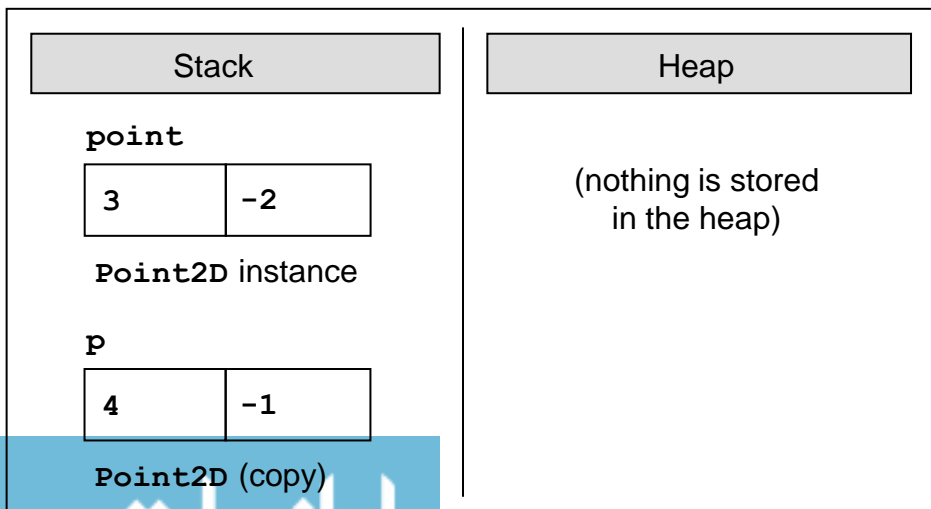 Stack
Heap
point
3 -2
Point2D instance
p
4 -1
Point2D (copy)
(nothing is stored
in the heap)